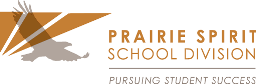 PRAIRIE SPIRIT
SCHOOL DIVISION
PURSUING STUDENT SUCCESS